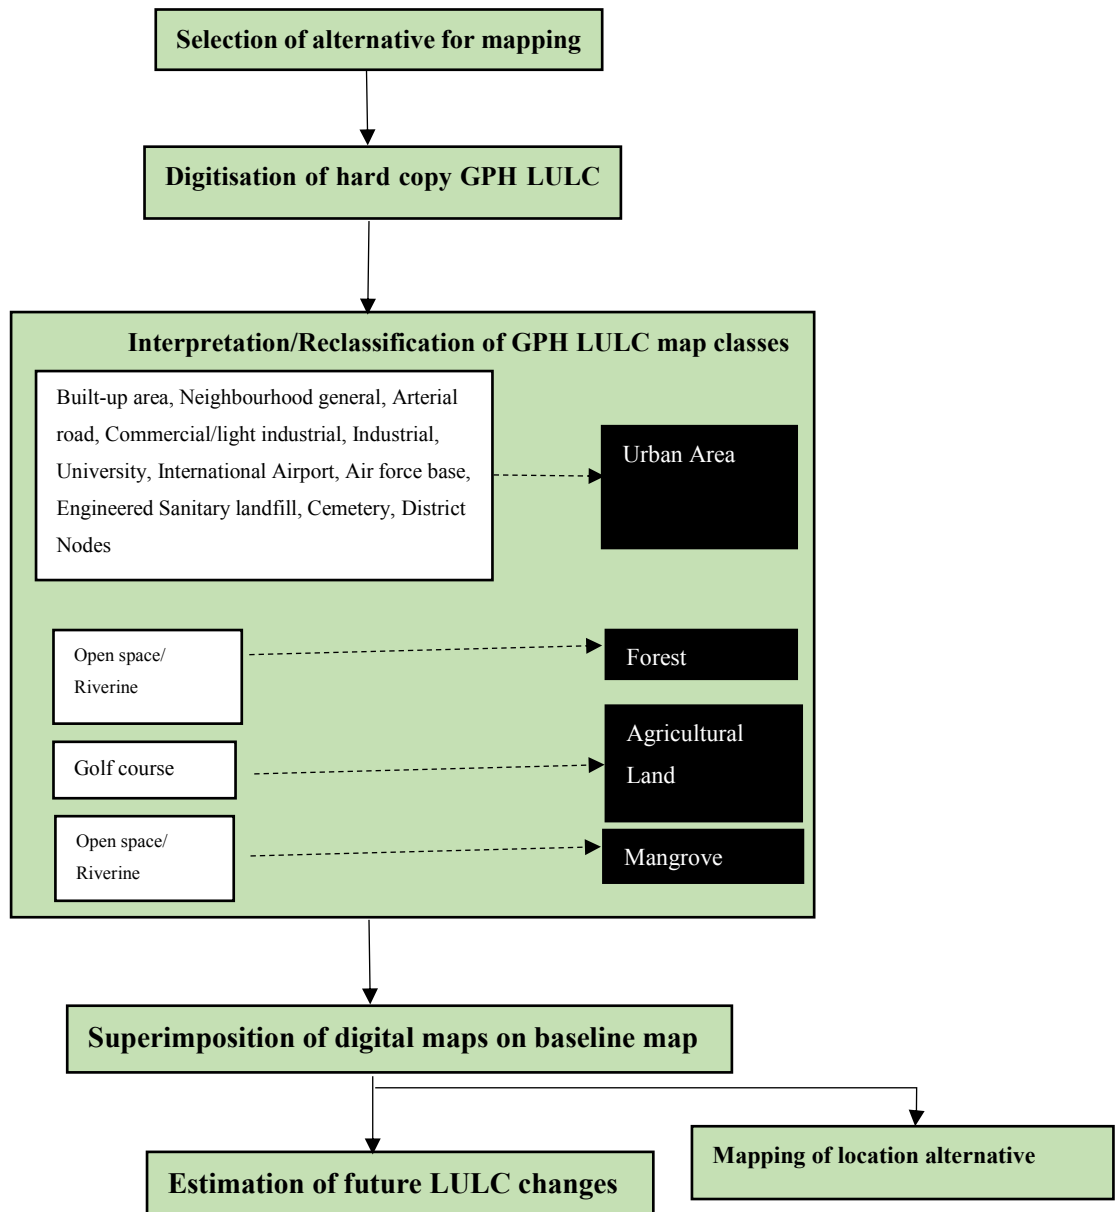 Selection of alternative for mapping
Digitisation of hard copy GPH LULC
Interpretation/Reclassification of GPH LULC map classes
Built-up area, Neighbourhood general, Arterial
road, Commercial/light industrial, Industrial,
University, International Airport, Air force base,
Engineered Sanitary landfill, Cemetery, District
Nodes
Urban Area
Open space/
Riverine
Forest
Golf course
Agricultural
Land
Open space/
Riverine
Mangrove
Superimposition of digital maps on baseline map
Estimation of future LULC changes
Mapping of location alternative